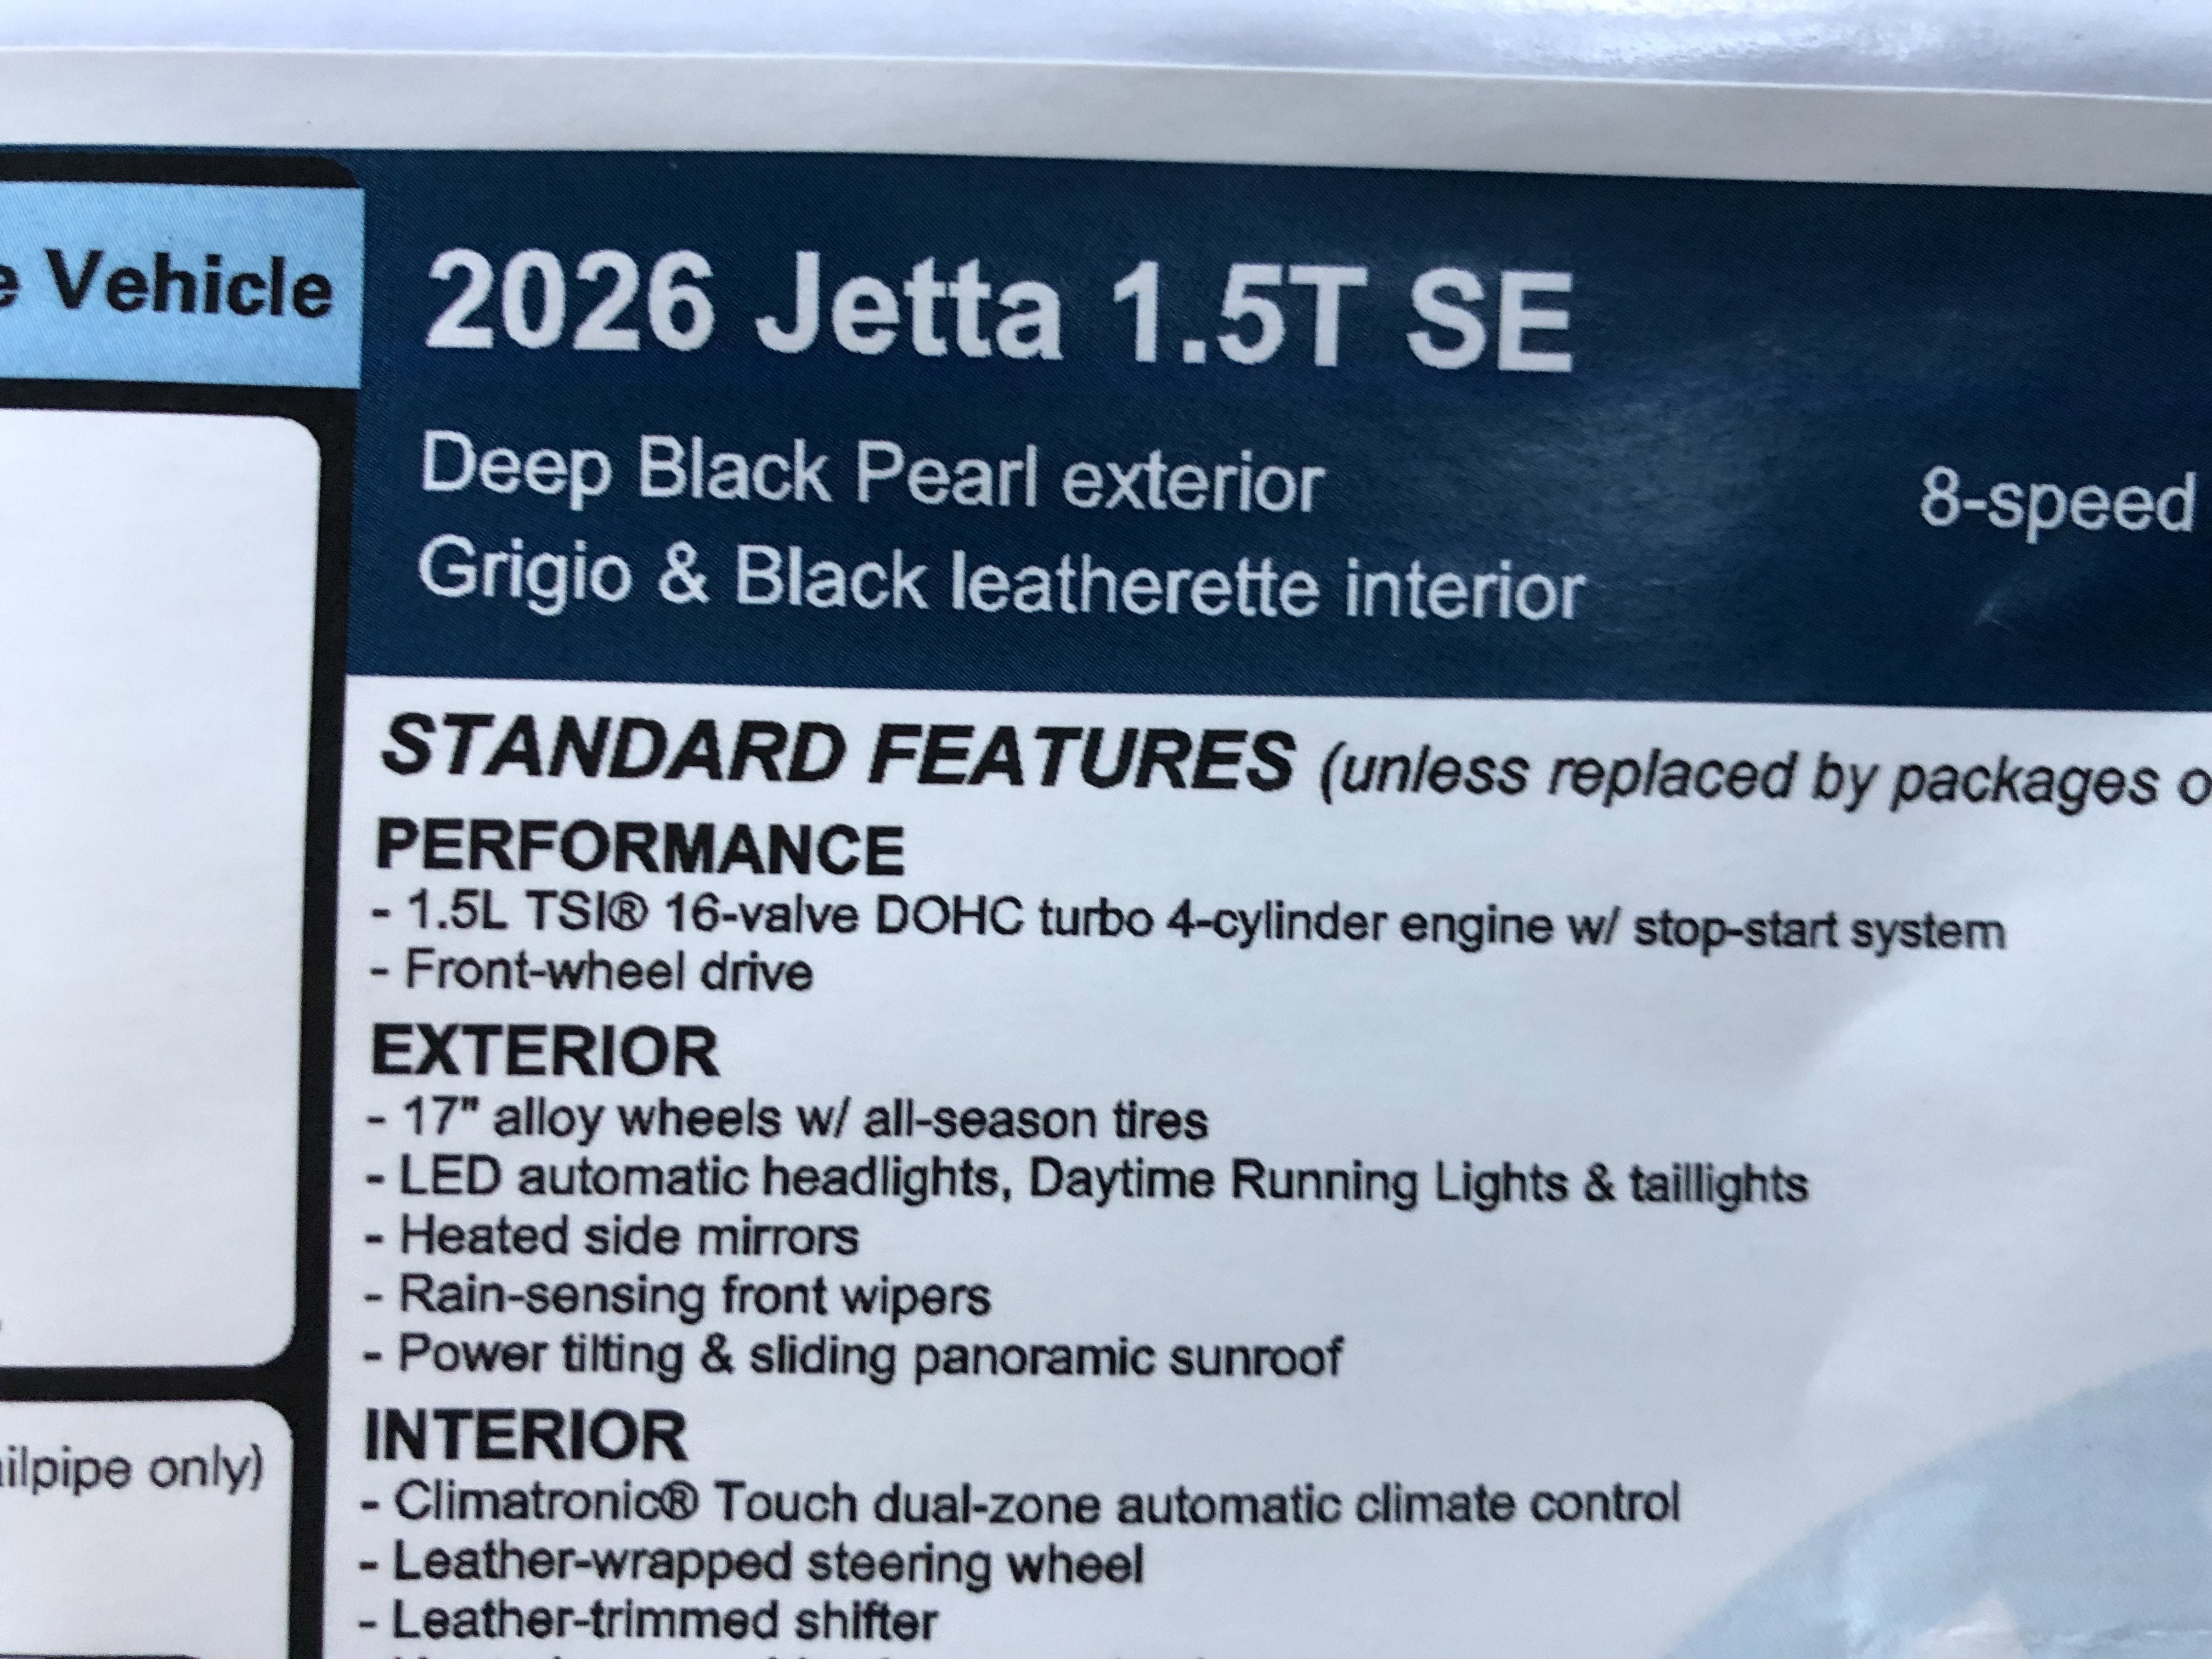 Vehicle
2026 Jetta 1.5T SE
Deep Black Pearl exterior
8-speed
Grigio & Black leatherette interior
STANDARD FEATURES (unless replaced by packages
PERFORMANCE
- 1.5L TSI® 16-valve DOHC turbo 4-cylinder engine w/ stop-start system
- Front-wheel drive
EXTERIOR
- 17" alloy wheels w/ all-season tires
- LED automatic headlights, Daytime Running Lights & taillights
- Heated side mirrors
- Rain-sensing front wipers
- Power tilting & sliding panoramic sunroof
INTERIOR
ilpipe only)
- Climatronic® Touch dual-zone automatic climate control
- Leather-wrapped steering wheel
- Leather-trimmed shifter